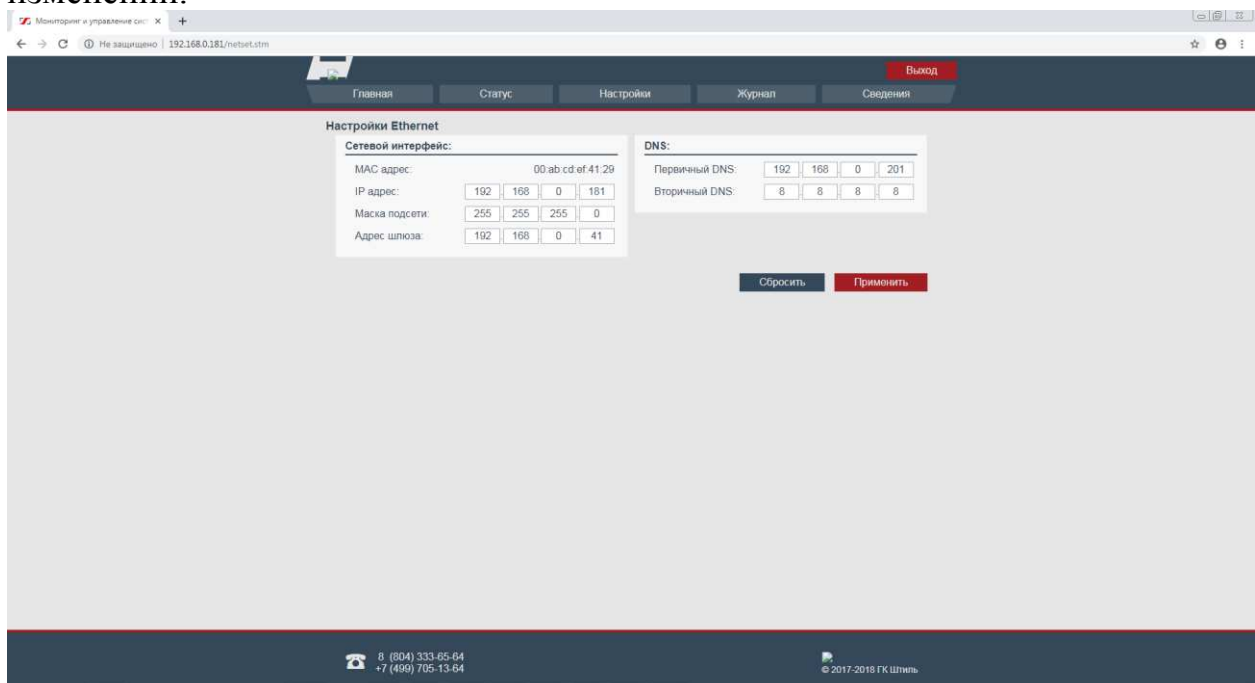 изменений.
Мониторинг и управление сис
Не защищено | 192.168.0.181/netset.stm
Выход
Главная Статус Настройки Журнал Сведения
Настройки Ethernet
Сетевой интерфейс:
MAC адрес: 00:ab:cd:ef:41:29
IP адрес: 192 . 168 . 0 . 181
Маска подсети: 255 . 255 . 255 . 0
Адрес шлюза: 192 . 168 . 0 . 41
DNS:
Первичный DNS: 192 . 168 . 0 . 201
Вторичный DNS: 8 . 8 . 8 . 8
Сбросить Применить
8 (804) 333-65-64
+7 (499) 705-13-64
© 2017-2018 ГК Штиль